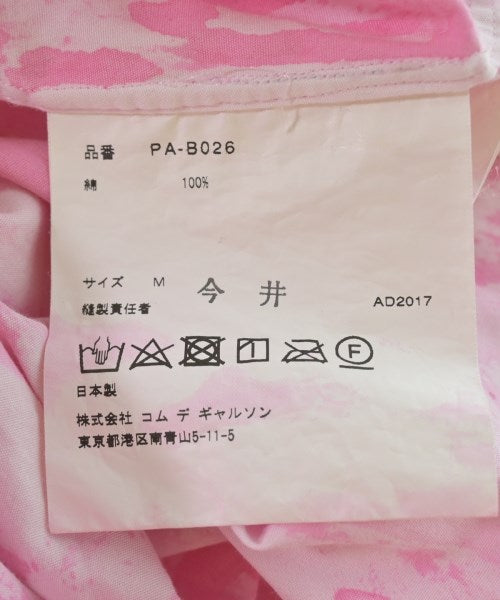 品番 PA-B026
綿 100%
サイズ M
縫製責任者 今井 AD2017
F
日本製
株式会社 コム デ ギャルソン
東京都港区南青山5-11-5